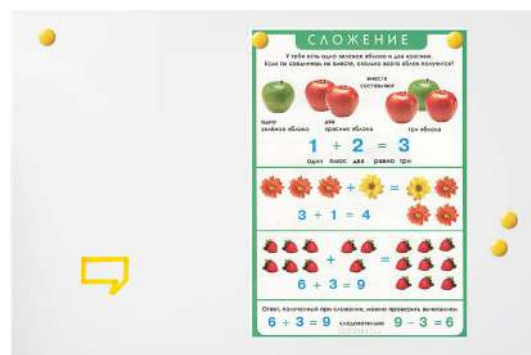 СЛОЖЕНИЕ
У тебя есть одно зелёное яблоко и два красных.
Если ты соединишь их вместе, сколько всего яблок получится?
вместе
составляют
одно
зелёное яблоко
два
красных яблока
три яблока
1 + 2 = 3
один плюс два равно три
+ =
3 + 1 = 4
+ =
6 + 3 = 9
Ответ, полученный при сложении, можно проверить вычитанием
6 + 3 = 9 следовательно 9 – 3 = 6